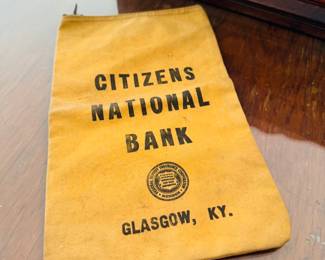 CITIZENS
NATIONAL
BANK
GLASGOW, KY.